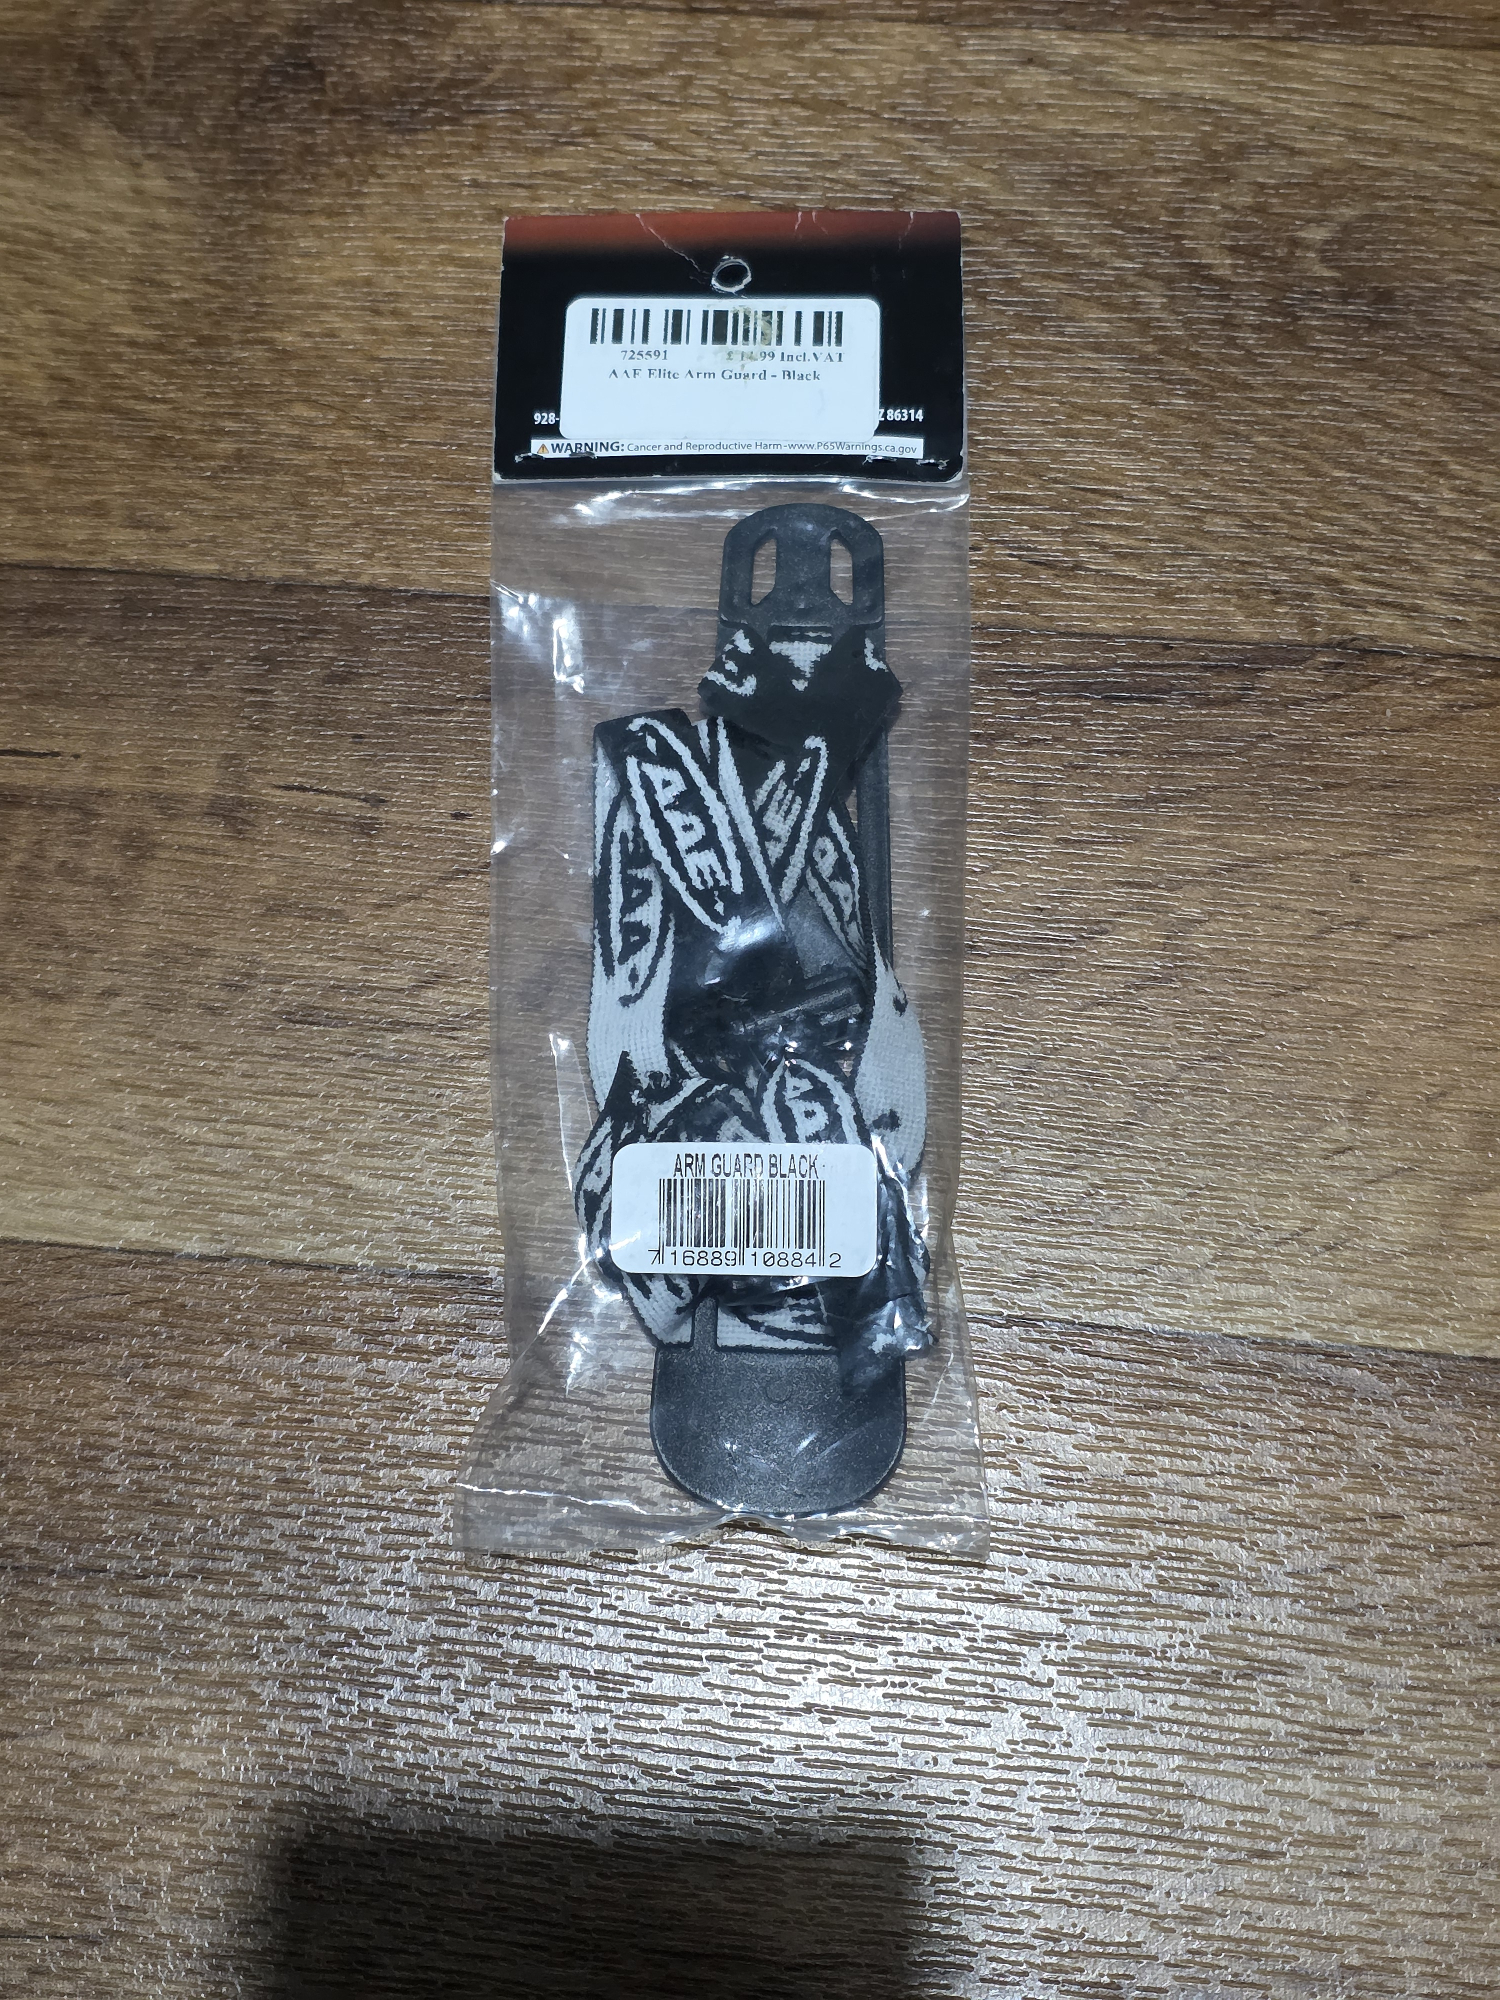 725591 £ 14.99 Incl.VAT
AAE Elite Arm Guard - Black
928- Z 86314
WARNING: Cancer and Reproductive Harm-www.P65Warnings.ca.gov
AAE
ARM GUARD BLACK
7 16889 10884 2